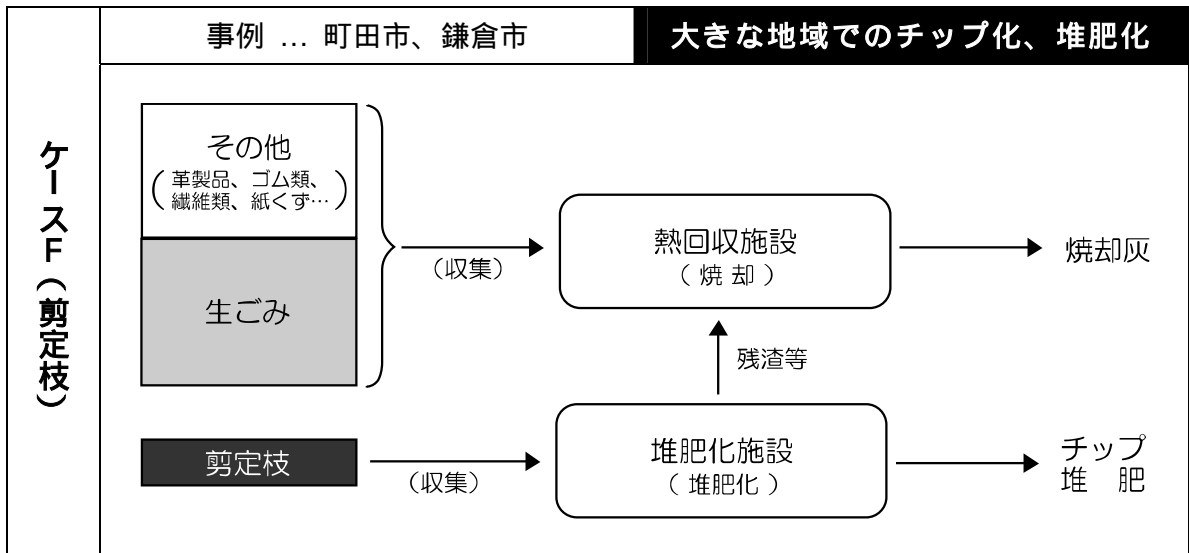 事例 … 町田市、鎌倉市
大きな地域でのチップ化、堆肥化
ケースF（剪定枝）
その他
（革製品、ゴム類、
繊維類、紙くず…）
生ごみ
（収集）
熱回収施設
（ 焼 却 ）
焼却灰
残渣等
剪定枝
（収集）
堆肥化施設
（ 堆肥化 ）
チップ
堆　肥